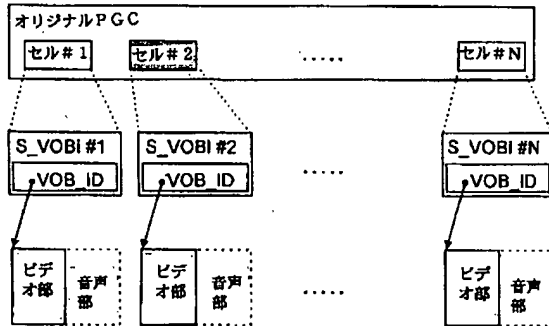 オリジナルPGC
セル#1 セル#2 ..... セル#N
S_VOBI #1 S_VOBI #2 S_VOBI #N
VOB_ID VOB_ID ..... VOB_ID
ビデ
オ部 音声
部 ビデ
オ部 音声
部 ..... ビデ
オ部 音声
部